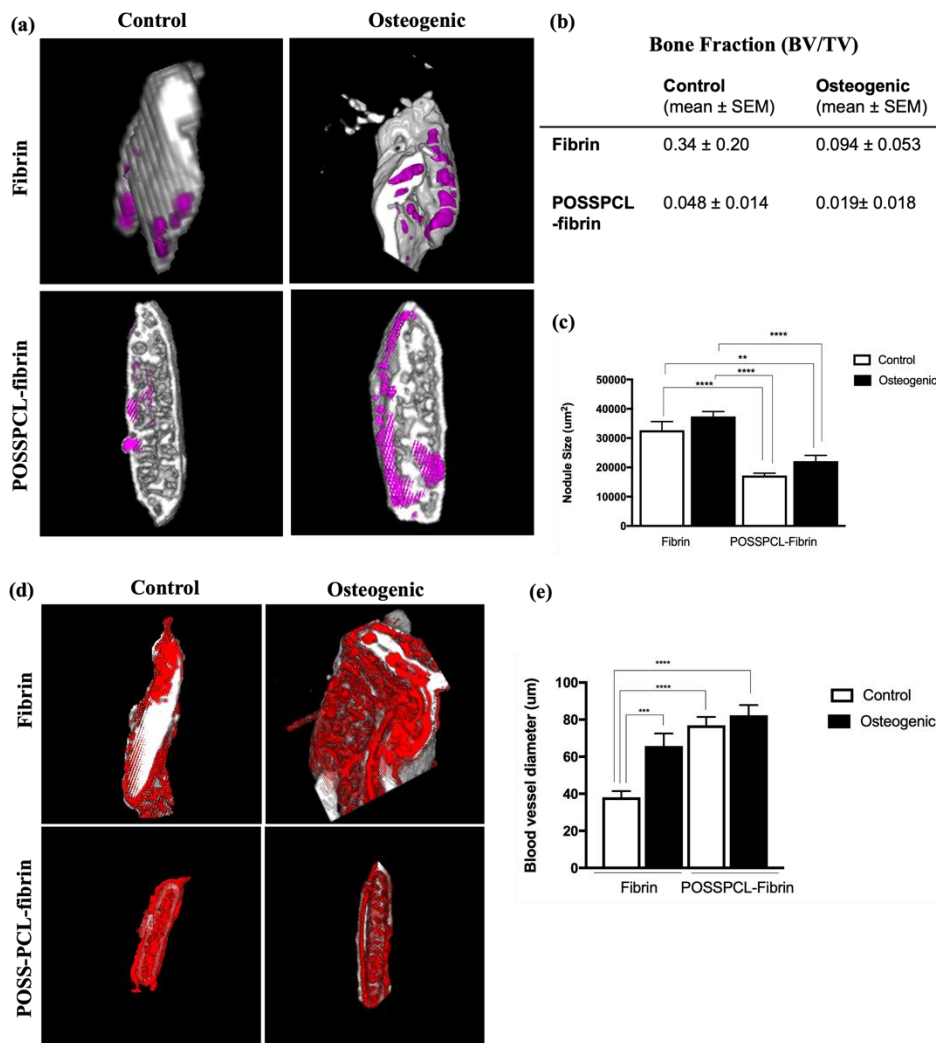 (a)
Control
Osteogenic
Fibrin
POSSPCL-fibrin
(b)
Bone Fraction (BV/TV)
Control
(mean ± SEM)
Osteogenic
(mean ± SEM)
Fibrin
0.34 ± 0.20
0.094 ± 0.053
POSSPCL
-fibrin
0.048 ± 0.014
0.019± 0.018
(c)
****
**
****
****
Control
Osteogenic
Nodule Size (um²)
50000
40000
30000
20000
10000
0
Fibrin
POSSPCL-Fibrin
(d)
Control
Osteogenic
Fibrin
POSS-PCL-fibrin
(e)
****
****
***
Control
Osteogenic
Blood vessel diameter (um)
100
80
60
40
20
0
Fibrin
POSSPCL-Fibrin